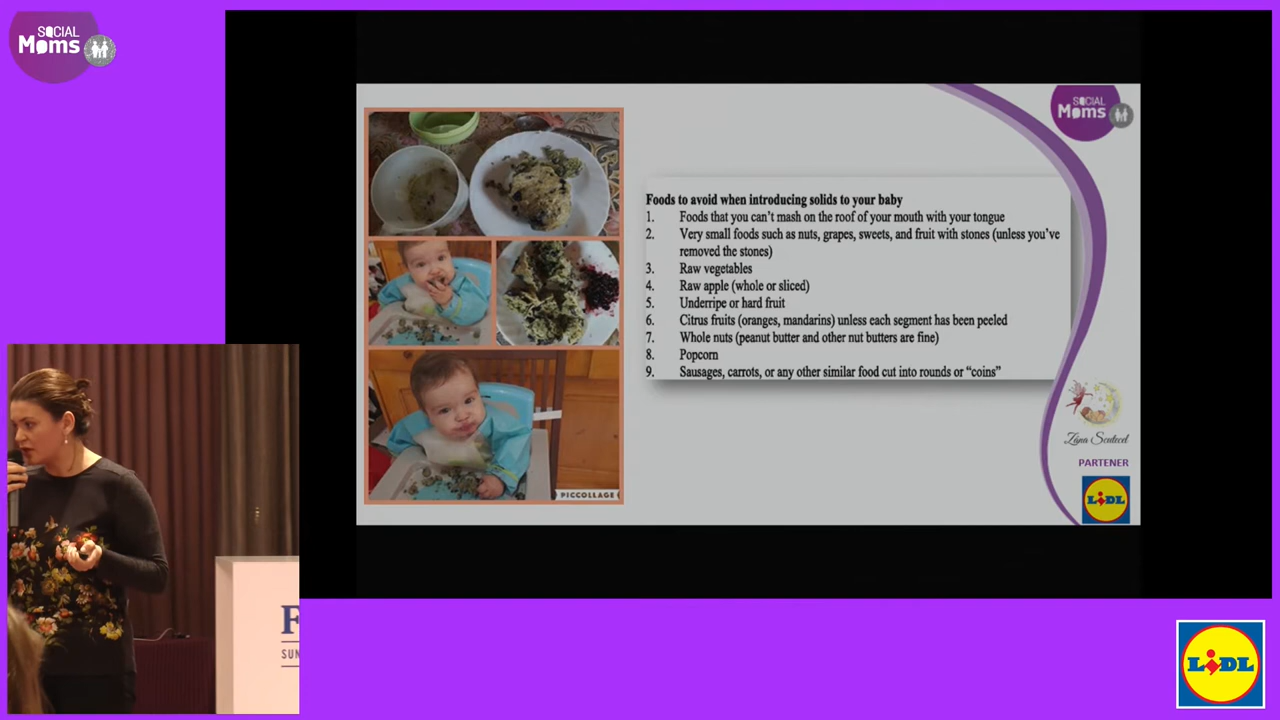 SOCIAL
Moms
SOCIAL
Moms
Foods to avoid when introducing solids to your baby
1. Foods that you can't mash on the roof of your mouth with your tongue
2. Very small foods such as nuts, grapes, sweets, and fruit with stones (unless you've
removed the stones)
3. Raw vegetables
4. Raw apple (whole or sliced)
5. Underripe or hard fruit
6. Citrus fruits (oranges, mandarins) unless each segment has been peeled
7. Whole nuts (peanut butter and other nut butters are fine)
8. Popcorn
9. Sausages, carrots, or any other similar food cut into rounds or "coins"
PICCOLLAGE
Zâna Scutecel
PARTENER
LIDL
F
SUN
LIDL